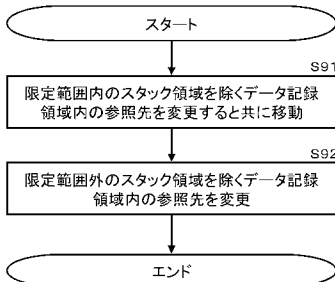 スタート
S91
限定範囲内のスタック領域を除くデータ記録
領域内の参照先を変更すると共に移動
S92
限定範囲外のスタック領域を除くデータ記録
領域内の参照先を変更
エンド